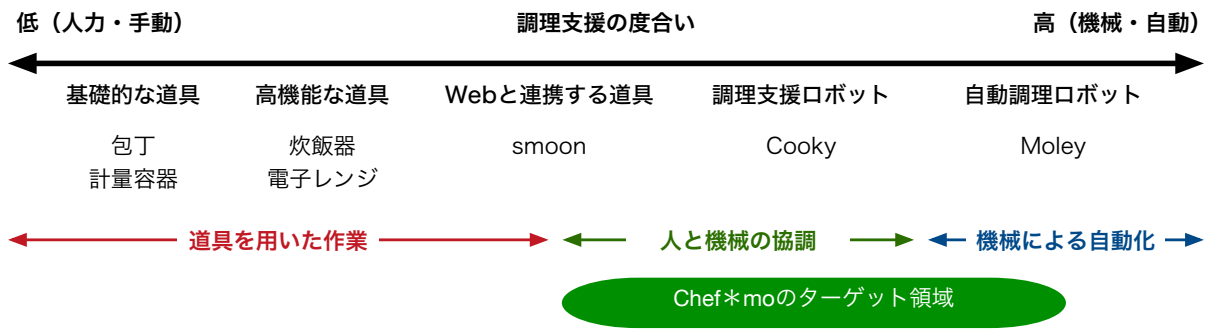 低（人力・手動） 調理支援の度合い 高（機械・自動）
基礎的な道具 高機能な道具 Webと連携する道具 調理支援ロボット 自動調理ロボット
包丁 炊飯器 smoon Cooky Moley
計量容器 電子レンジ
道具を用いた作業 人と機械の協調 機械による自動化
Chef＊moのターゲット領域